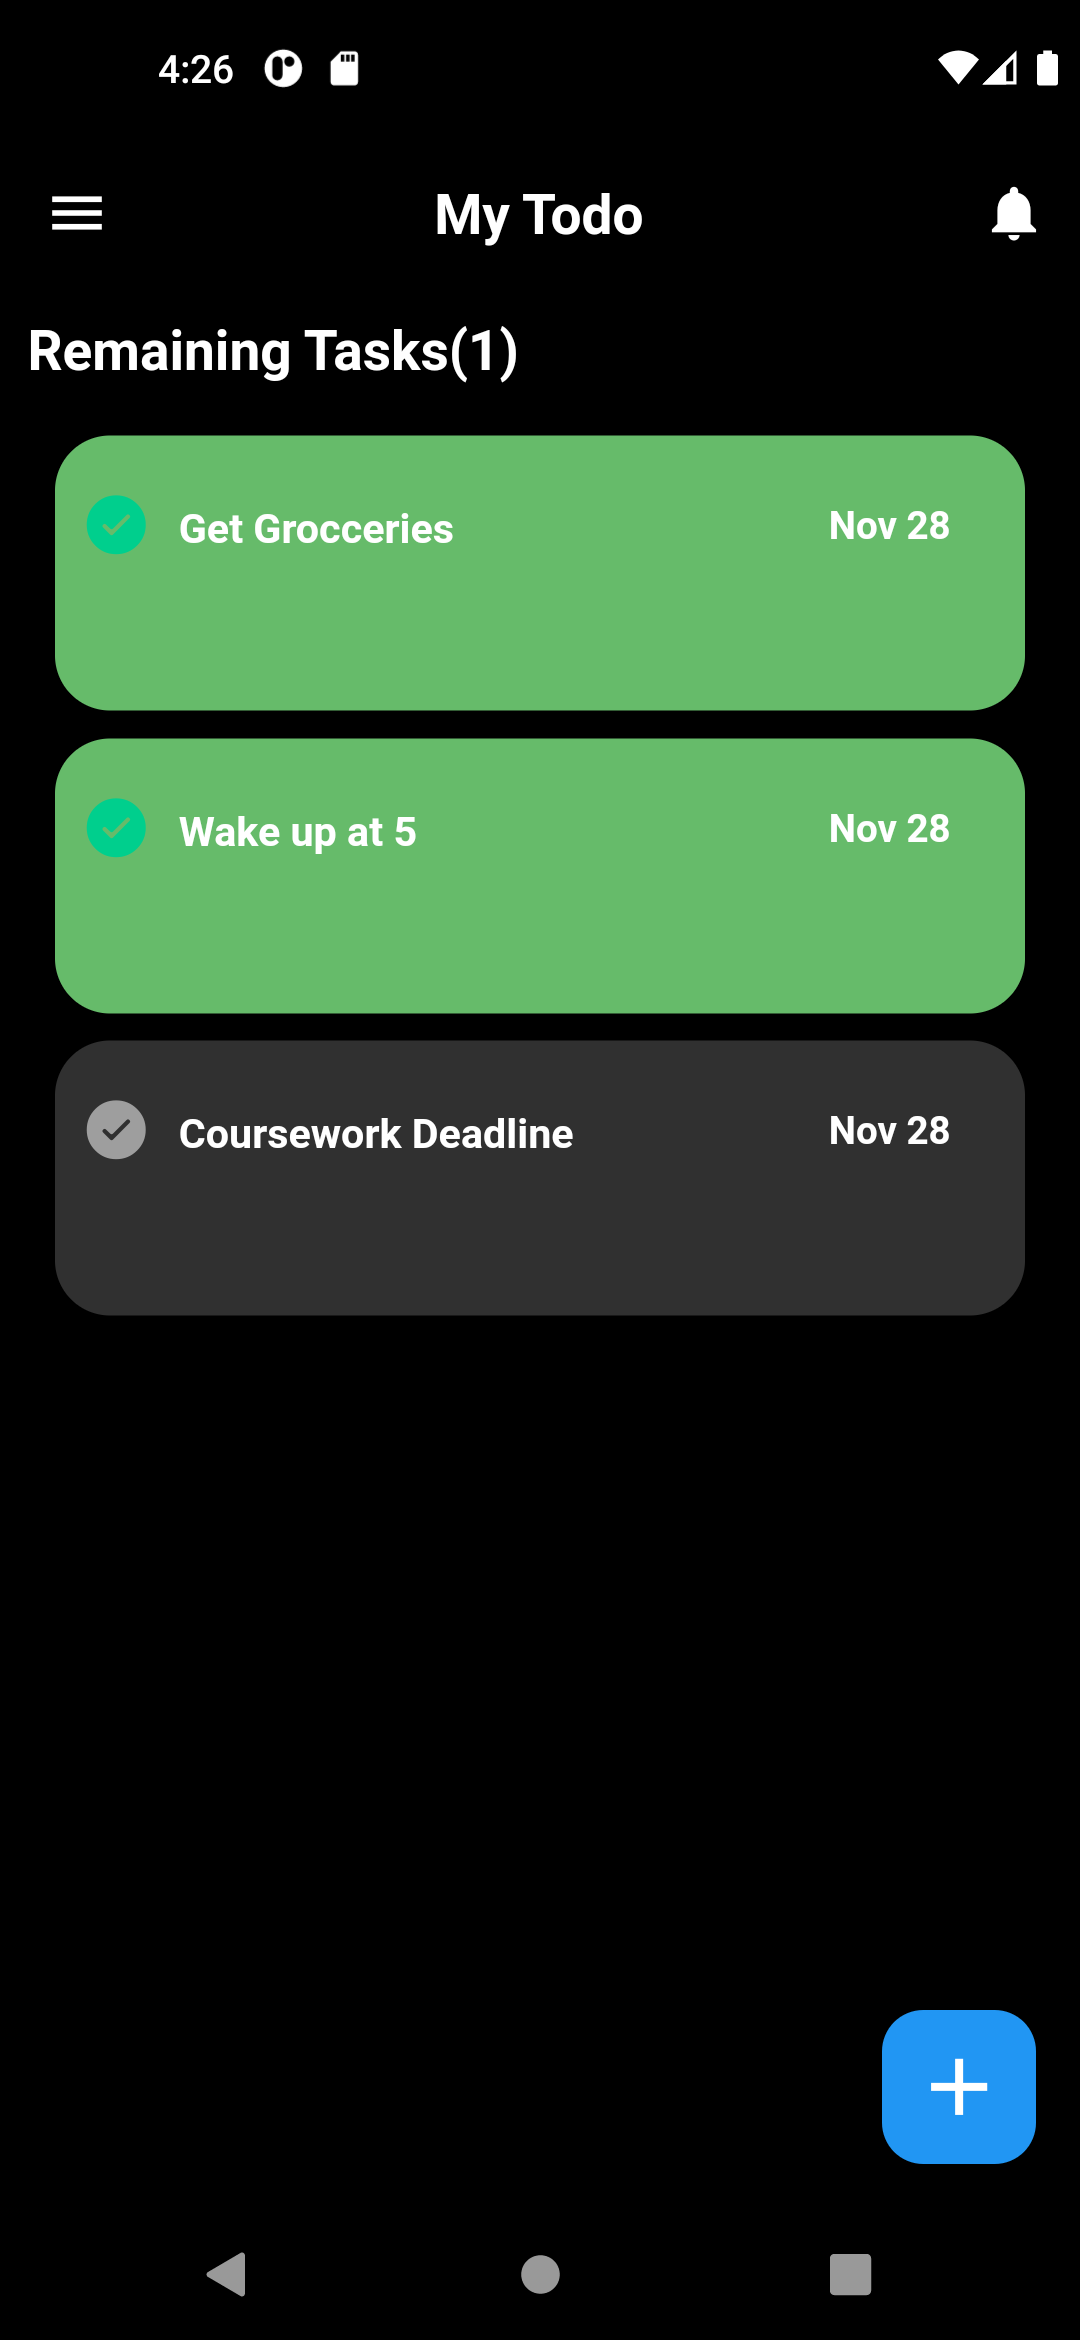 4:26
My Todo
Remaining Tasks(1)
Get Grocceries Nov 28
Wake up at 5 Nov 28
Coursework Deadline Nov 28